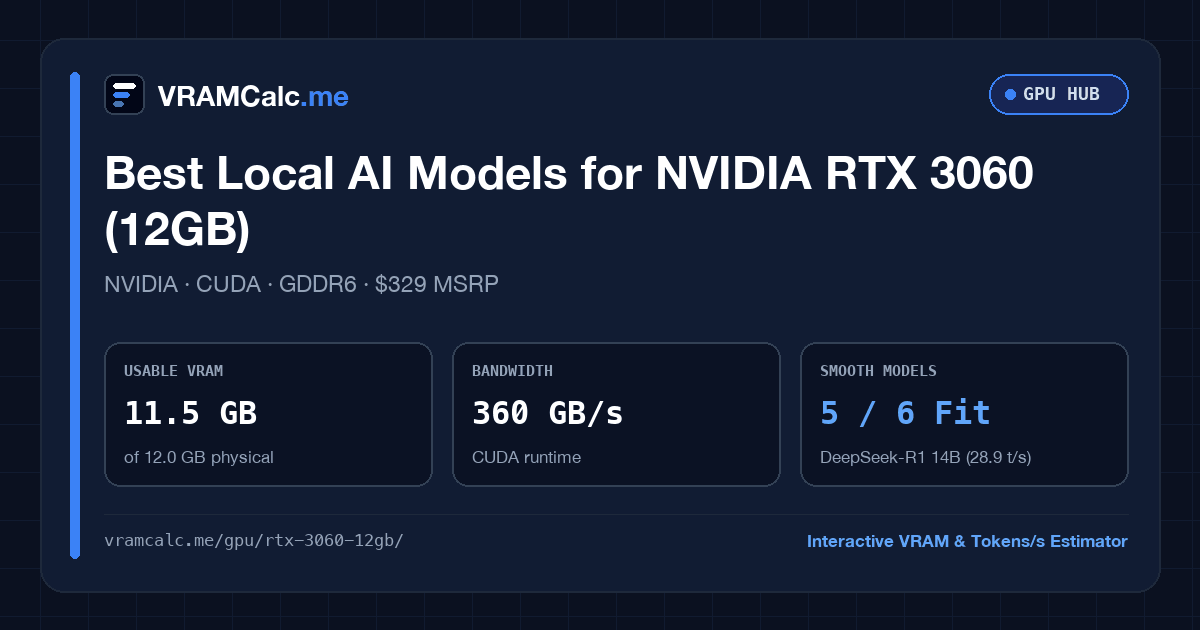 VRAMCalc.me
GPU HUB
Best Local AI Models for NVIDIA RTX 3060
(12GB)
NVIDIA · CUDA · GDDR6 · $329 MSRP
USABLE VRAM
11.5 GB
of 12.0 GB physical
BANDWIDTH
360 GB/s
CUDA runtime
SMOOTH MODELS
5 / 6 Fit
DeepSeek-R1 14B (28.9 t/s)
vramcalc.me/gpu/rtx-3060-12gb/
Interactive VRAM & Tokens/s Estimator